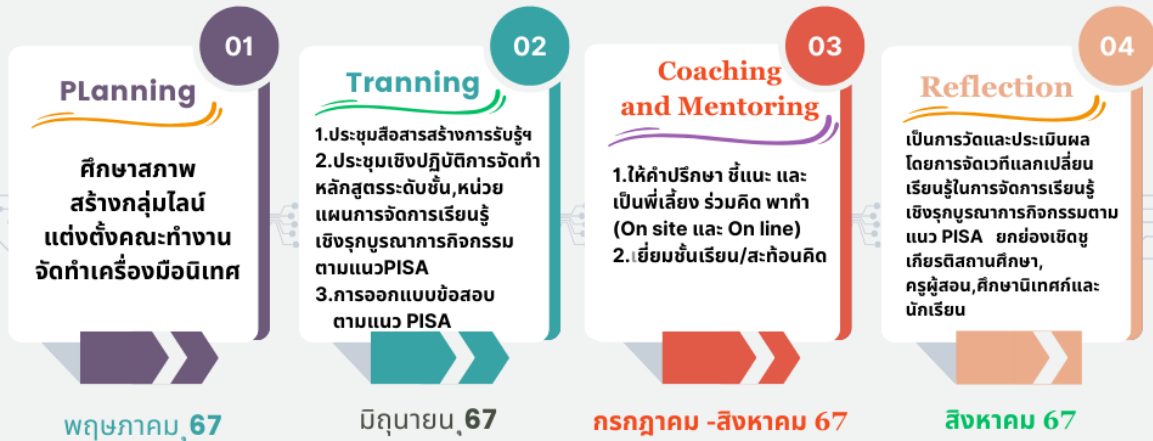 01
PLanning
ศึกษาสภาพ
สร้างกลุ่มไลน์
แต่งตั้งคณะทำงาน
จัดทำเครื่องมือนิเทศ
พฤษภาคม ุ67
02
Tranning
1.ประชุมสือสารสร้างการรับรู้ฯ
2.ประชุมเชิงปฏิบัติการจัดทำ
หลักสูตรระดับชั้น,หน่วย
แผนการจัดการเรียนรู้
เชิงรุกบูรณาการกิจกรรม
ตามแนวPISA
3.การออกแบบข้อสอบ
ตามแนว PISA
มิถุนายน ุ67
03
Coaching
and Mentoring
1.ให้คำปรึกษา ชี้แนะ และ
เป็นพี่เลี้ยง ร่วมคิด พาทำ
(On site และ On line)
2.เยี่ยมชั้นเรียน/สะท้อนคิด
กรกฎาคม -สิงหาคม 67
04
Reflection
เป็นการวัดและประเมินผล
โดยการจัดเวทีแลกเปลี่ยน
เรียนรู้ในการจัดการเรียนรู้
เชิงรุกบูรณาการกิจกรรมตาม
แนว PISA ยกย่องเชิดชู
เกียรติสถานศึกษา,
ครูผู้สอน,ศึกษานิเทศก์และ
นักเรียน
สิงหาคม 67